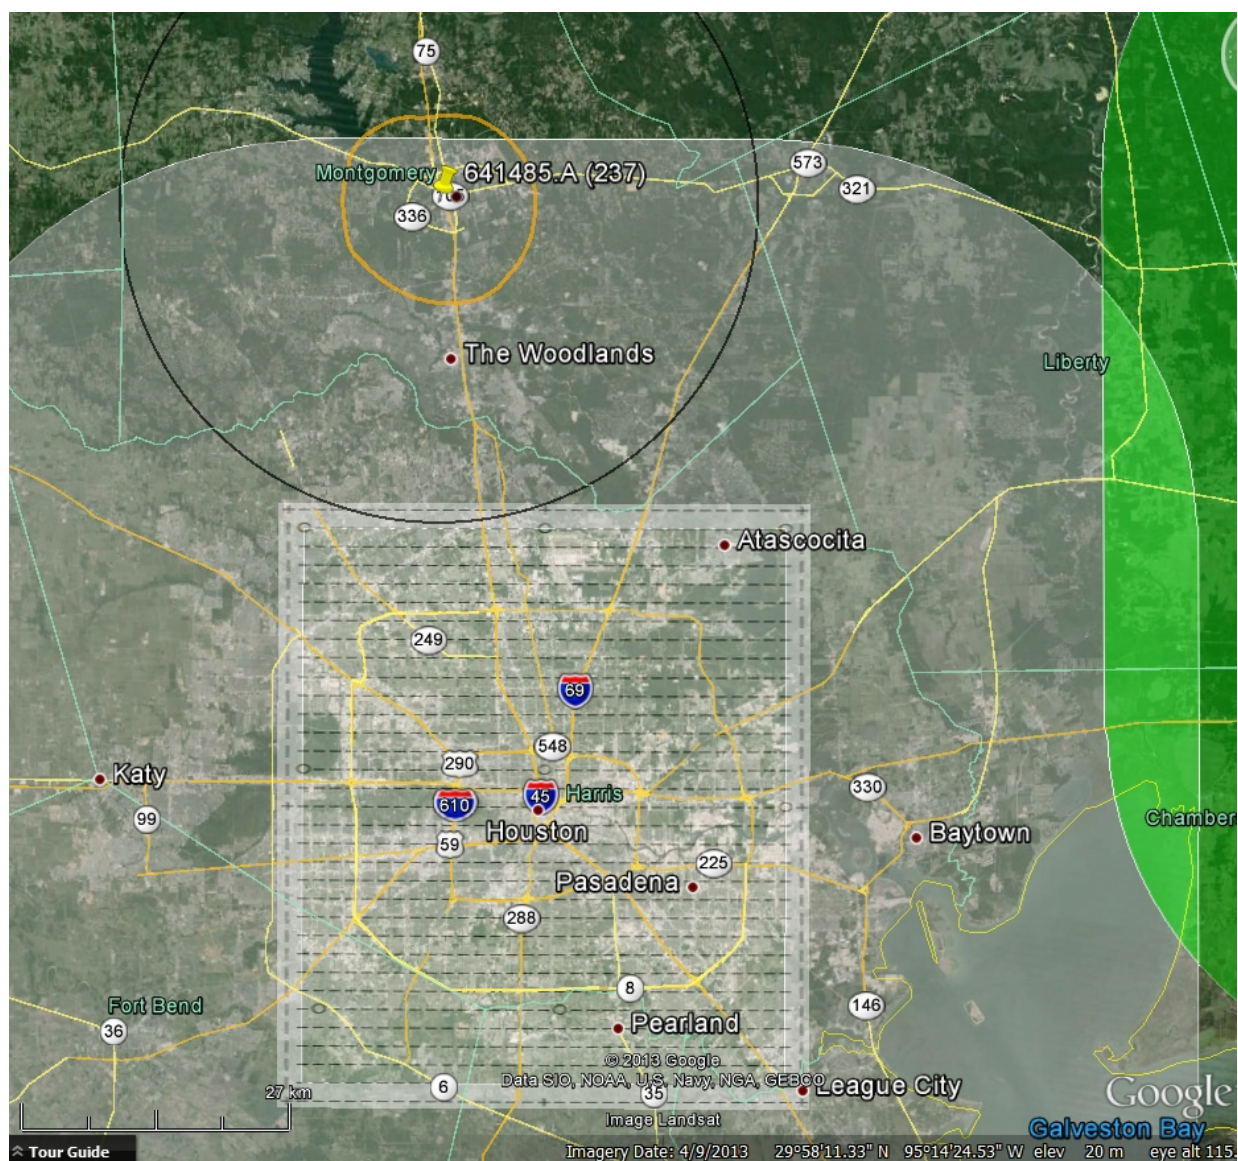 75
573
Montgomery
641485.A (237)
321
336
The Woodlands
Liberty
Atascocita
249
69
548
290
Katy
330
610
45
Harris
99
Chamber
Houston
Baytown
59
225
Pasadena
288
8
Fort Bend
146
36
Pearland
© 2013 Google
Data SIO, NOAA, U.S. Navy, NGA, GEBCO
6
27 km
35
League City
Google
Image Landsat
Galveston Bay
Tour Guide
Imagery Date: 4/9/2013 29°58'11.33" N 95°14'24.53" W elev 20 m eye alt 115.